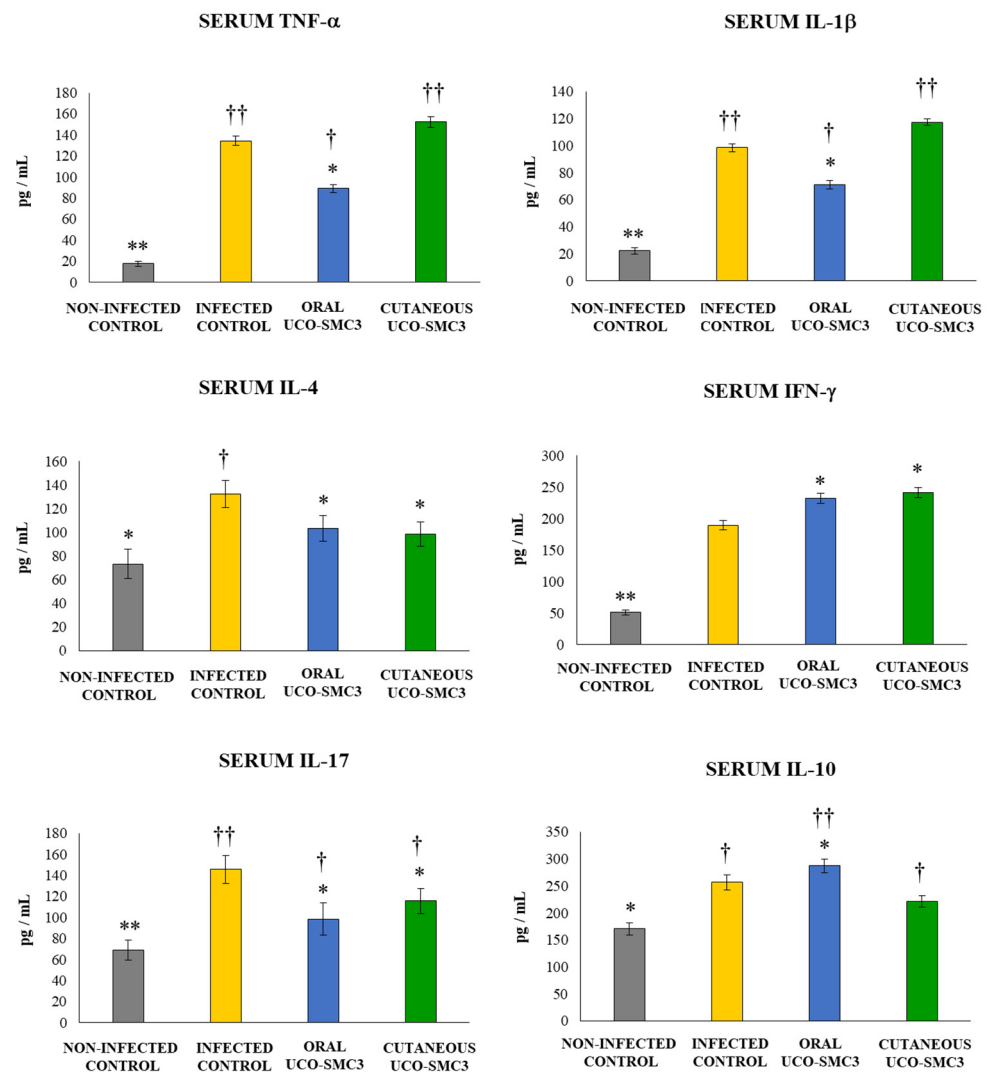 SERUM TNF-α
pg / mL
180
160
140
120
100
80
60
40
20
0
**
††
†
*
††
NON-INFECTED
CONTROL
INFECTED
CONTROL
ORAL
UCO-SMC3
CUTANEOUS
UCO-SMC3
SERUM IL-1β
pg / mL
140
120
100
80
60
40
20
0
**
††
†
*
††
NON-INFECTED
CONTROL
INFECTED
CONTROL
ORAL
UCO-SMC3
CUTANEOUS
UCO-SMC3
SERUM IL-4
pg / mL
160
140
120
100
80
60
40
20
0
*
†
*
*
NON-INFECTED
CONTROL
INFECTED
CONTROL
ORAL
UCO-SMC3
CUTANEOUS
UCO-SMC3
SERUM IFN-γ
pg / mL
300
250
200
150
100
50
0
**
*
*
NON-INFECTED
CONTROL
INFECTED
CONTROL
ORAL
UCO-SMC3
CUTANEOUS
UCO-SMC3
SERUM IL-17
pg / mL
180
160
140
120
100
80
60
40
20
0
**
††
†
*
†
*
NON-INFECTED
CONTROL
INFECTED
CONTROL
ORAL
UCO-SMC3
CUTANEOUS
UCO-SMC3
SERUM IL-10
pg / mL
350
300
250
200
150
100
50
0
*
†
††
*
†
NON-INFECTED
CONTROL
INFECTED
CONTROL
ORAL
UCO-SMC3
CUTANEOUS
UCO-SMC3